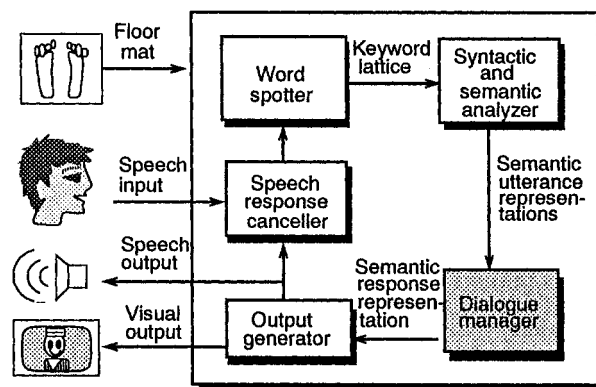 Floor
mat
Word
spotter
Keyword
lattice
Syntactic
and
semantic
analyzer
Speech
input
Speech
response
canceller
Semantic
utterance
represen-
tations
Speech
output
Visual
output
Output
generator
Semantic
response
represen-
tation
Dialogue
manager